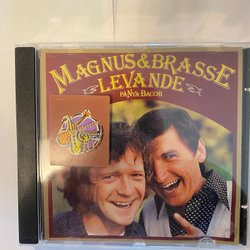 MAGNUS & BRASSE
LEVANDE
PÅ NYA BACCHI